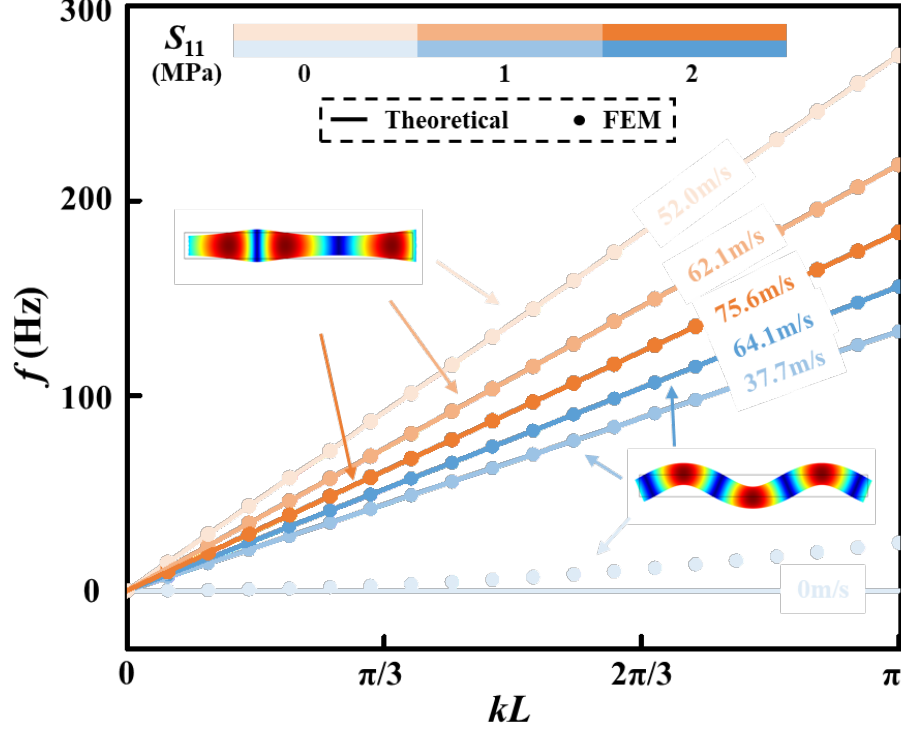 300
S11
(MPa)
0 1 2
Theoretical FEM
200
100
0
f (Hz)
52.0m/s
62.1m/s
75.6m/s
64.1m/s
37.7m/s
0m/s
0 π/3 2π/3 π
kL